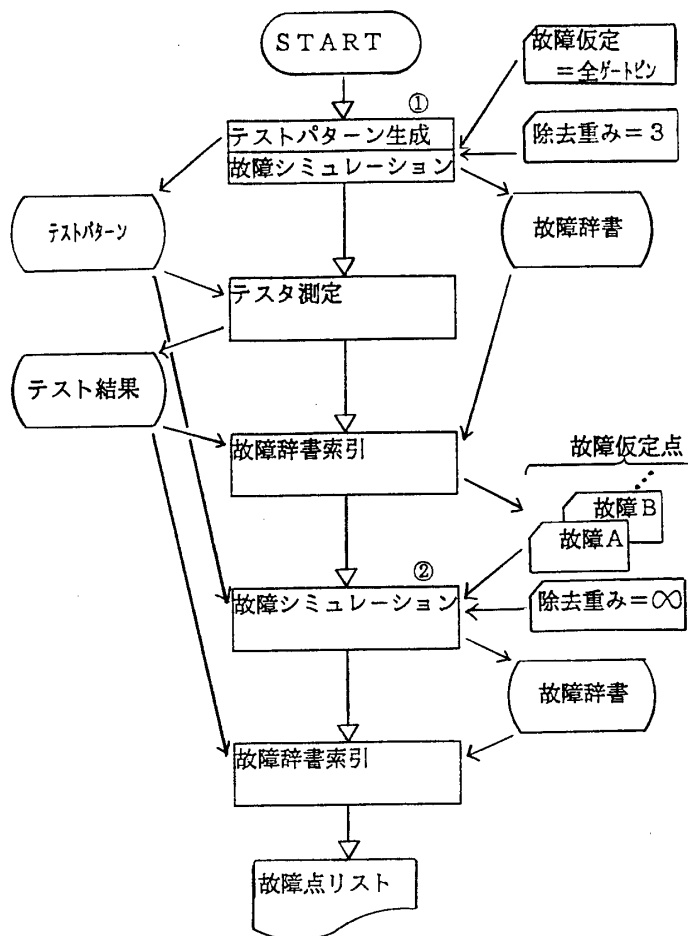 START
故障仮定
＝全ゲートピン
①
テストパターン生成
故障シミュレーション
除去重み＝3
テストパターン
故障辞書
テスタ測定
テスト結果
故障辞書索引
故障仮定点
故障B
故障A
②
故障シミュレーション
除去重み＝∞
故障辞書
故障辞書索引
故障点リスト